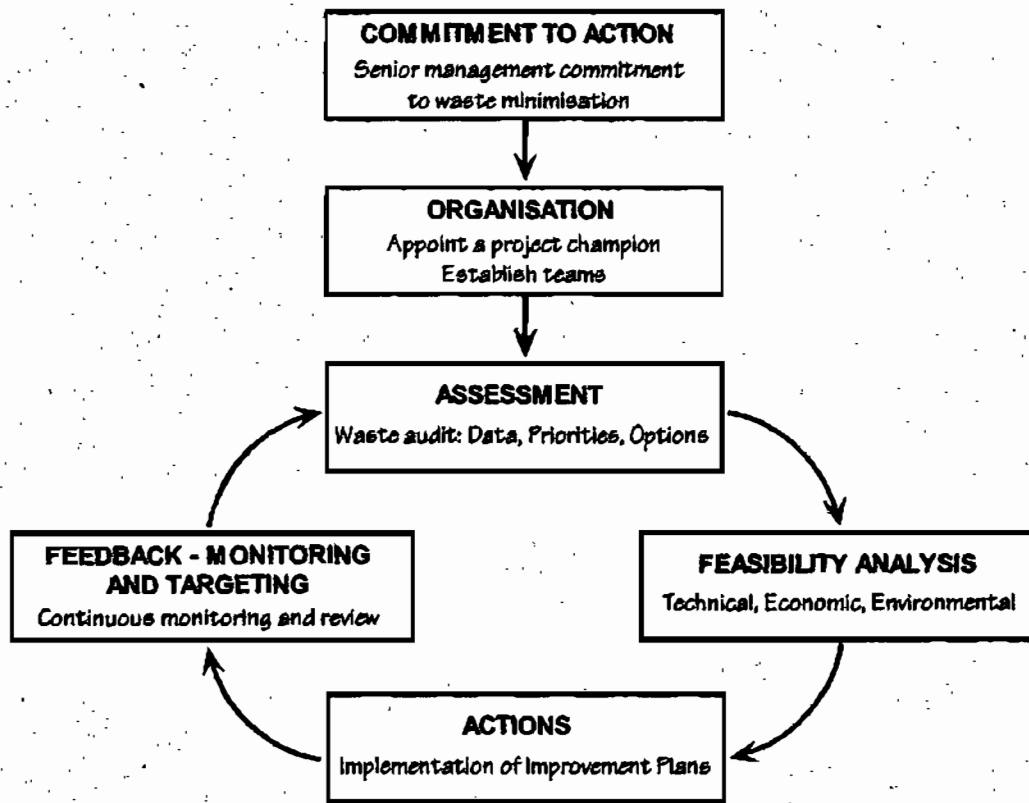 COMMITMENT TO ACTION
Senior management commitment
to waste minimisation
ORGANISATION
Appoint a project champion
Establish teams
ASSESSMENT
Waste audit: Data, Priorities, Options
FEEDBACK - MONITORING
AND TARGETING
Continuous monitoring and review
FEASIBILITY ANALYSIS
Technical, Economic, Environmental
ACTIONS
Implementation of Improvement Plans